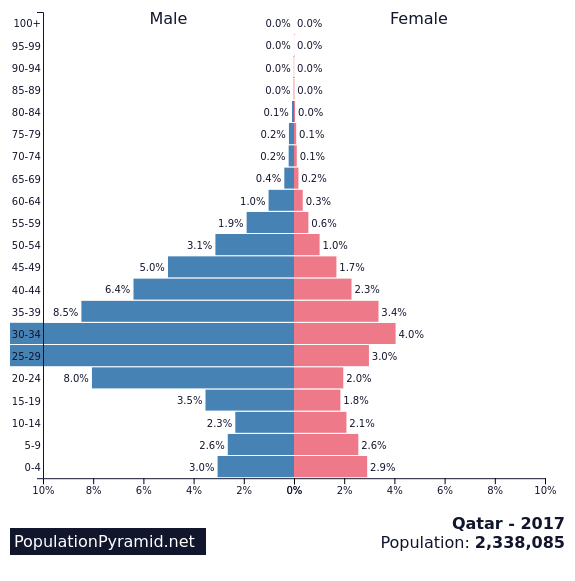 Male Female
100+ 0.0% 0.0%
95-99 0.0% 0.0%
90-94 0.0% 0.0%
85-89 0.0% 0.0%
80-84 0.1% 0.0%
75-79 0.2% 0.1%
70-74 0.2% 0.1%
65-69 0.4% 0.2%
60-64 1.0% 0.3%
55-59 1.9% 0.6%
50-54 3.1% 1.0%
45-49 5.0% 1.7%
40-44 6.4% 2.3%
35-39 8.5% 3.4%
30-34 4.0%
25-29 3.0%
20-24 8.0% 2.0%
15-19 3.5% 1.8%
10-14 2.3% 2.1%
5-9 2.6% 2.6%
0-4 3.0% 2.9%
10% 8% 6% 4% 2% 0% 2% 4% 6% 8% 10%
Qatar - 2017
PopulationPyramid.net Population: 2,338,085